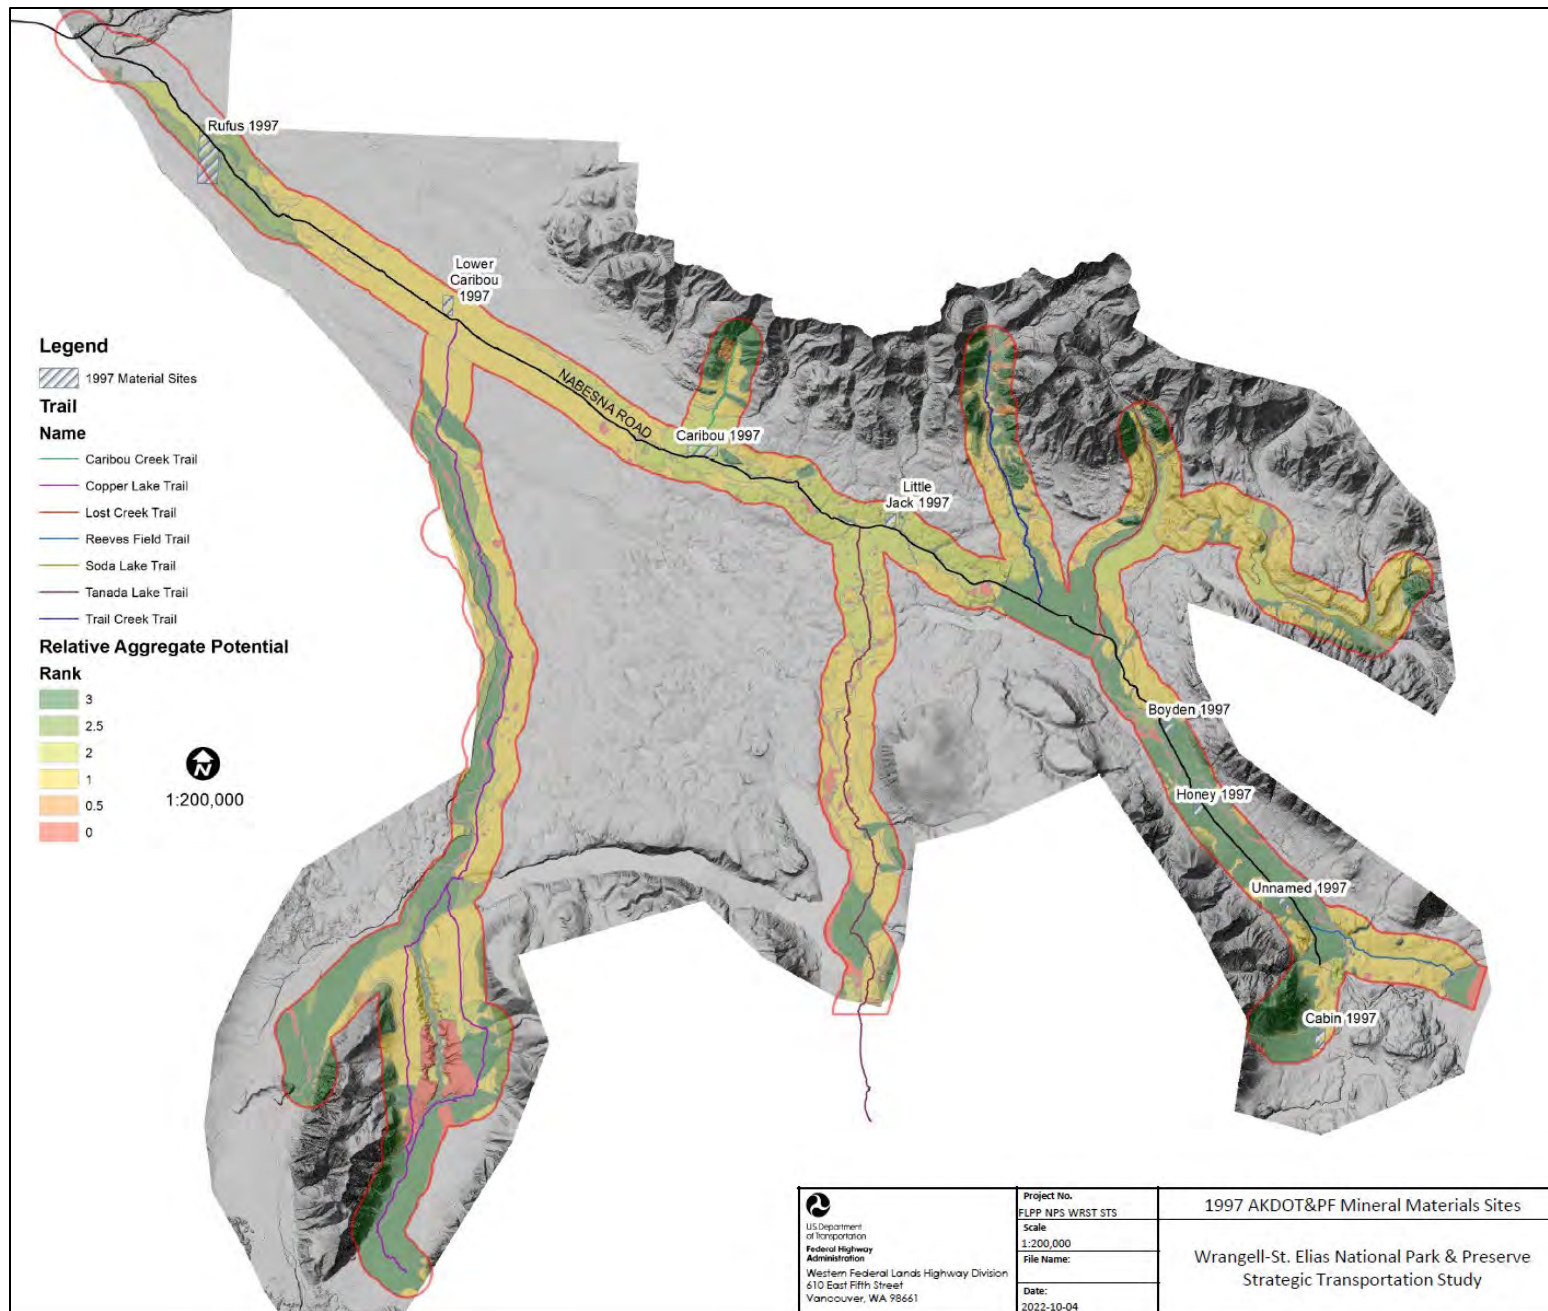 Rufus 1997
Lower
Caribou
1997
NABESNA ROAD
Caribou 1997
Little
Jack 1997
Boyden 1997
Honey 1997
Unnamed 1997
Cabin 1997
Legend
1997 Material Sites
Trail
Name
Caribou Creek Trail
Copper Lake Trail
Lost Creek Trail
Reeves Field Trail
Soda Lake Trail
Tanada Lake Trail
Trail Creek Trail
Relative Aggregate Potential
Rank
3
2.5
2
1
0.5
0
N
1:200,000
US Department
of Transportation
Federal Highway
Administration
Western Federal Lands Highway Division
610 East Fifth Street
Vancouver, WA 98661
Project No.
FLPP NPS WRST STS
Scale
1:200,000
File Name:
Date:
2022-10-04
1997 AKDOT&PF Mineral Materials Sites
Wrangell-St. Elias National Park & Preserve
Strategic Transportation Study